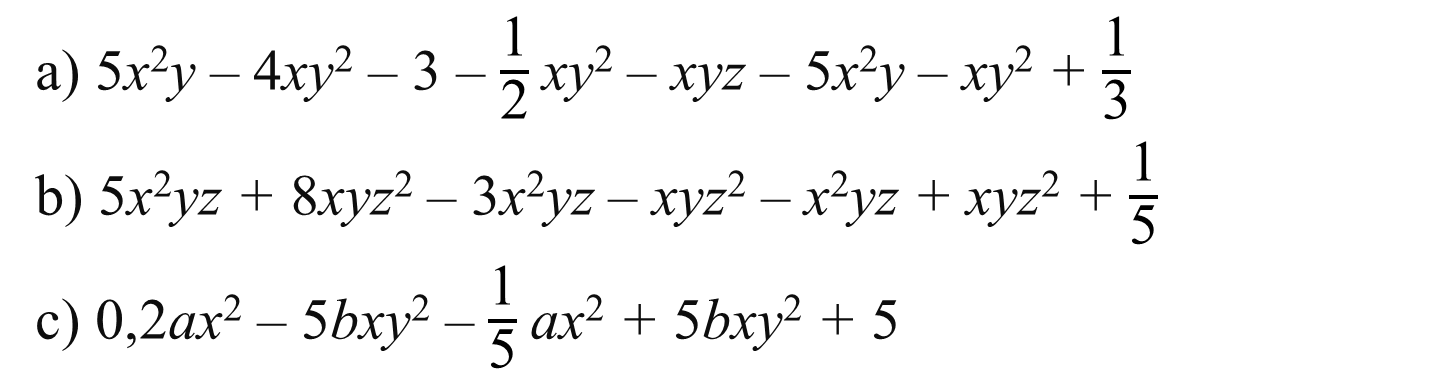 a) 5x²y – 4xy² – 3 – 1/2 xy² – xyz – 5x²y – xy² + 1/3
b) 5x²yz + 8xyz² – 3x²yz – xyz² – x²yz + xyz² + 1/5
c) 0,2ax² – 5bxy² – 1/5 ax² + 5bxy² + 5